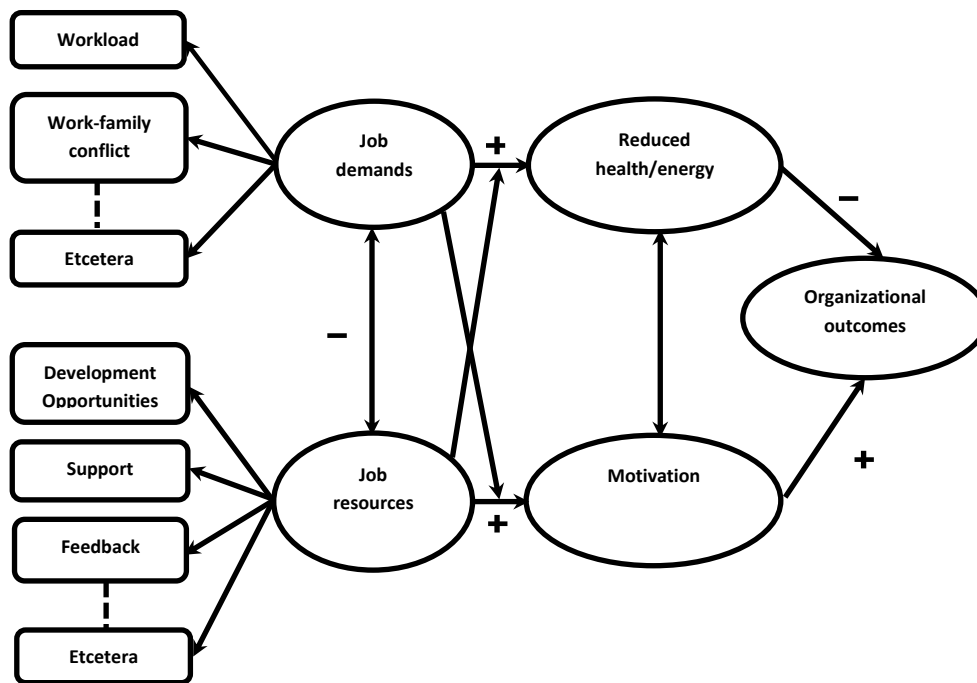 Workload
Work-family
conflict
Etcetera
Job
demands
+
Reduced
health/energy
−
Organizational
outcomes
−
Development
Opportunities
Support
Feedback
Etcetera
Job
resources
+
Motivation
+